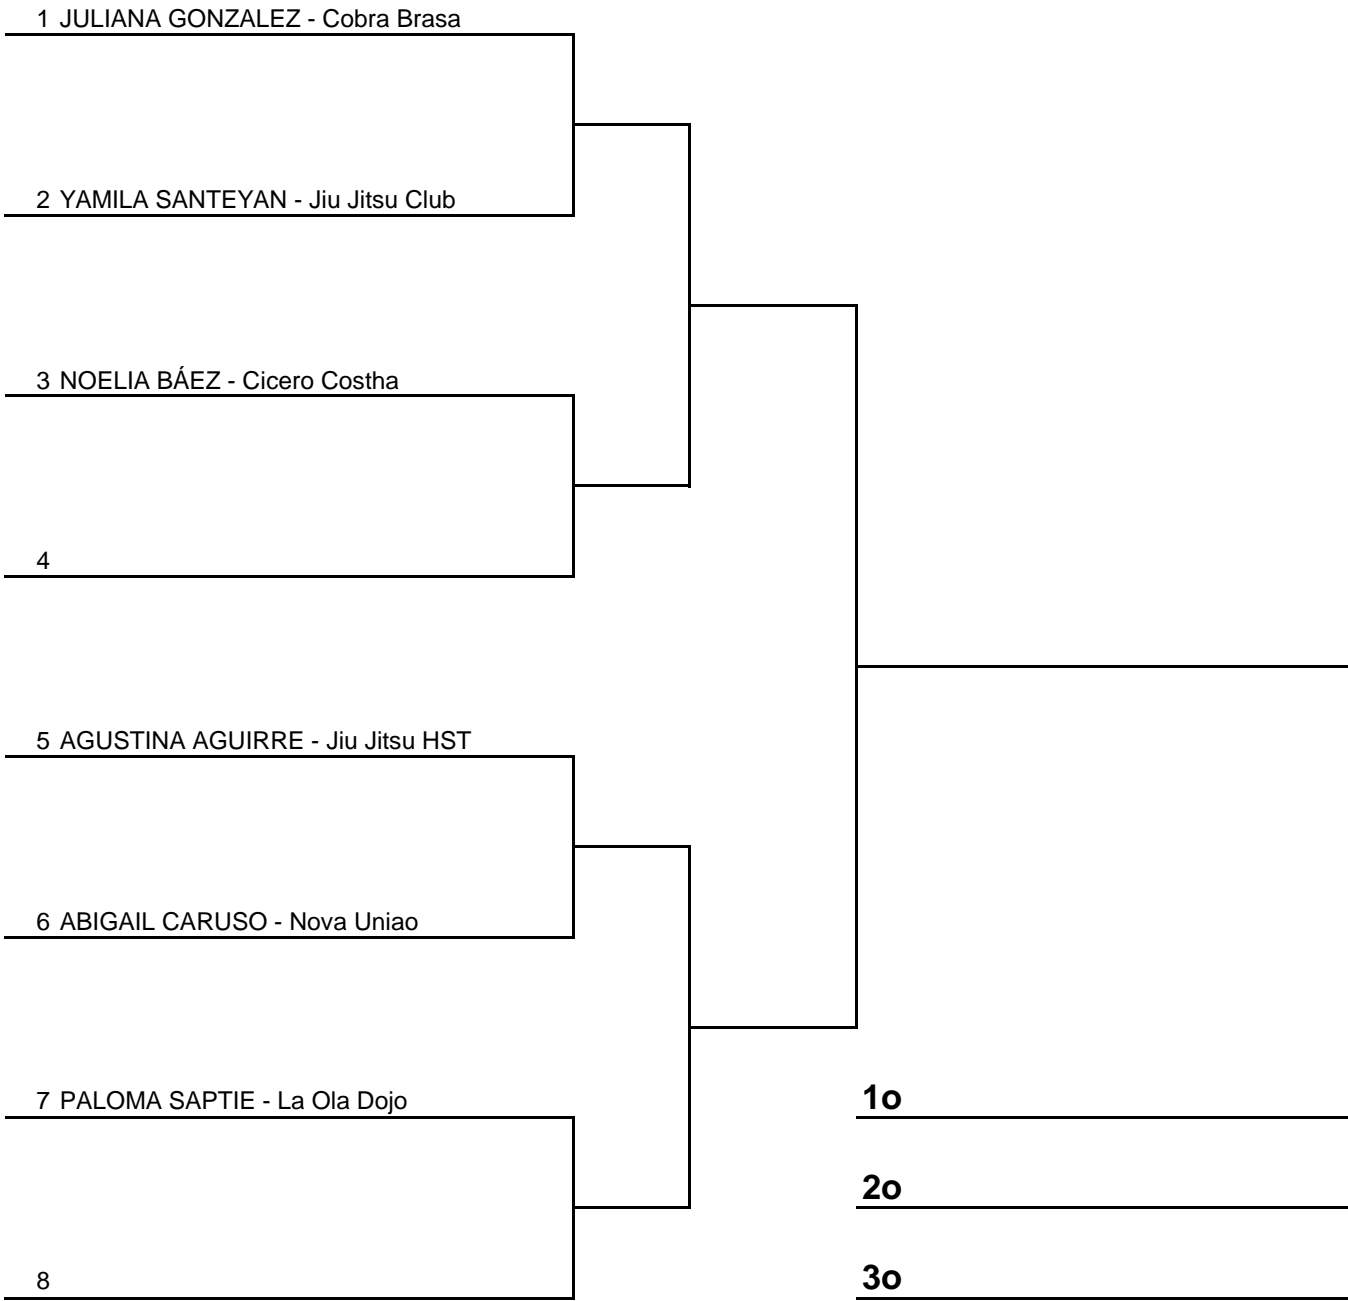 1 JULIANA GONZALEZ - Cobra Brasa
2 YAMILA SANTEYAN - Jiu Jitsu Club
3 NOELIA BÁEZ - Cicero Costha
4
5 AGUSTINA AGUIRRE - Jiu Jitsu HST
6 ABIGAIL CARUSO - Nova Uniao
7 PALOMA SAPTIE - La Ola Dojo
8
1o
2o
3o